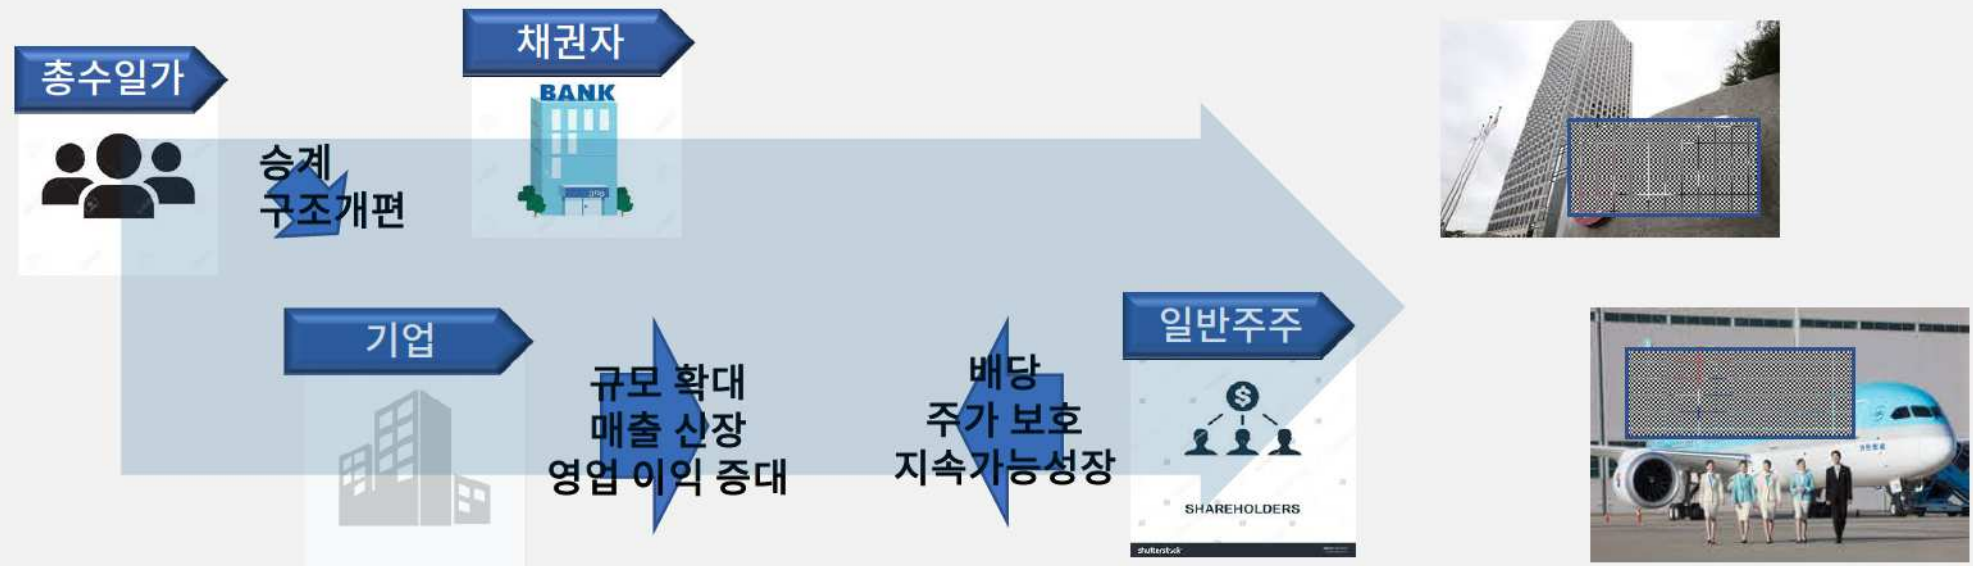 총수일가
채권자
BANK
승계
구조개편
기업
규모 확대
매출 신장
영업 이익 증대
배당
주가 보호
지속가능성장
일반주주
SHAREHOLDERS
shutterstock